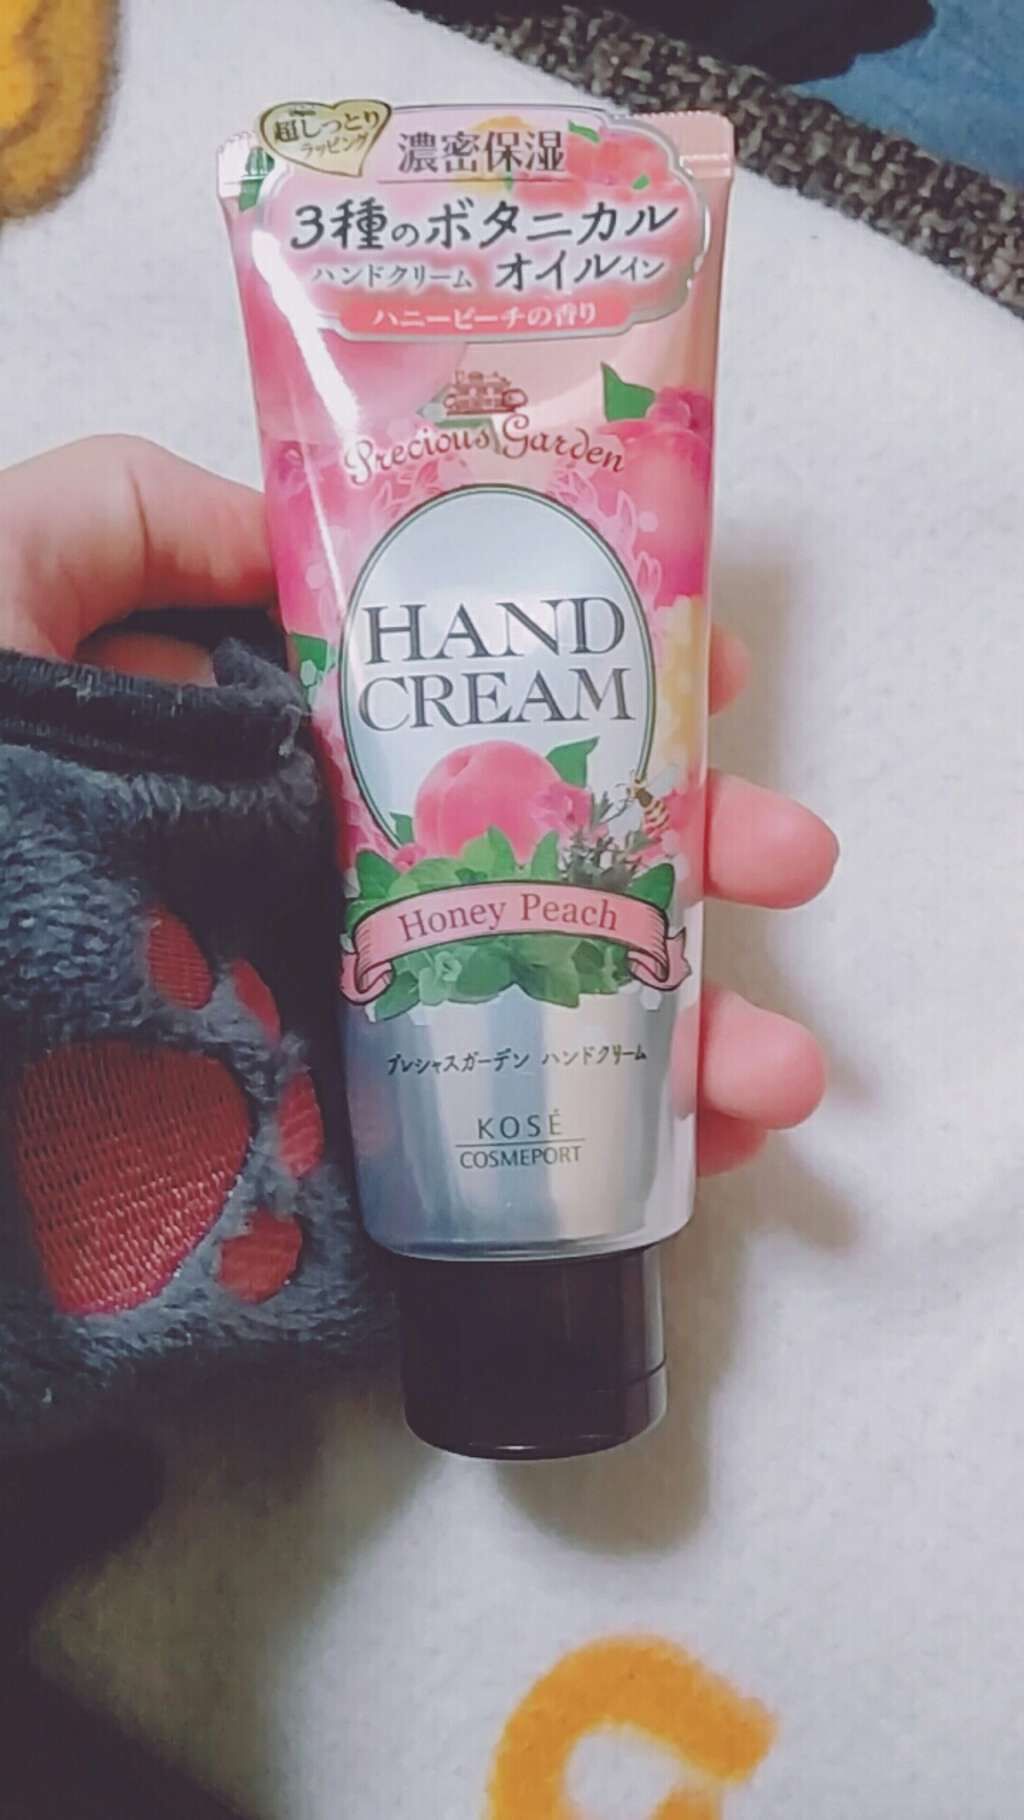 超しっとり
ラッピング
濃密保湿
3種のボタニカル
ハンドクリーム オイルイン
ハニーピーチの香り
Precious Garden
HAND
CREAM
Honey Peach
プレシャスガーデン ハンドクリーム
KOSÉ
COSMEPORT
G